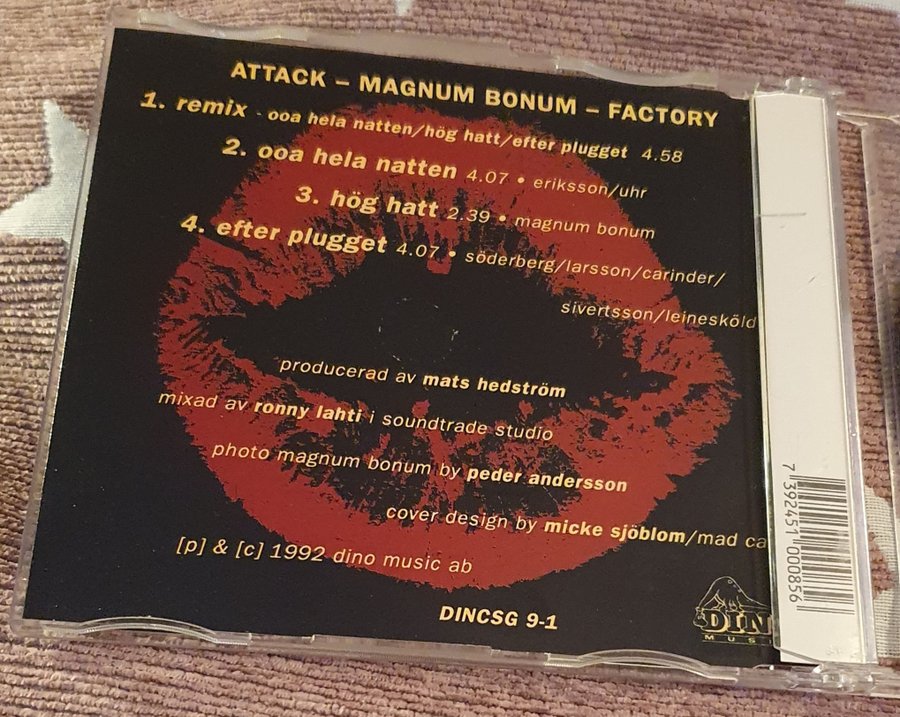 ATTACK – MAGNUM BONUM – FACTORY
1. remix - ooa hela natten/hög hatt/efter plugget 4.58
2. ooa hela natten 4.07 • eriksson/uhr
3. hög hatt 2.39 • magnum bonum
4. efter plugget 4.07 • söderberg/larsson/carinder/
sivertsson/leinesköld
producerad av mats hedström
mixad av ronny lahti i soundtrade studio
photo magnum bonum by peder andersson
cover design by micke sjöblom/mad ca
[p] & [c] 1992 dino music ab
DINCSG 9-1
DIN
MUS
7 392451 000856